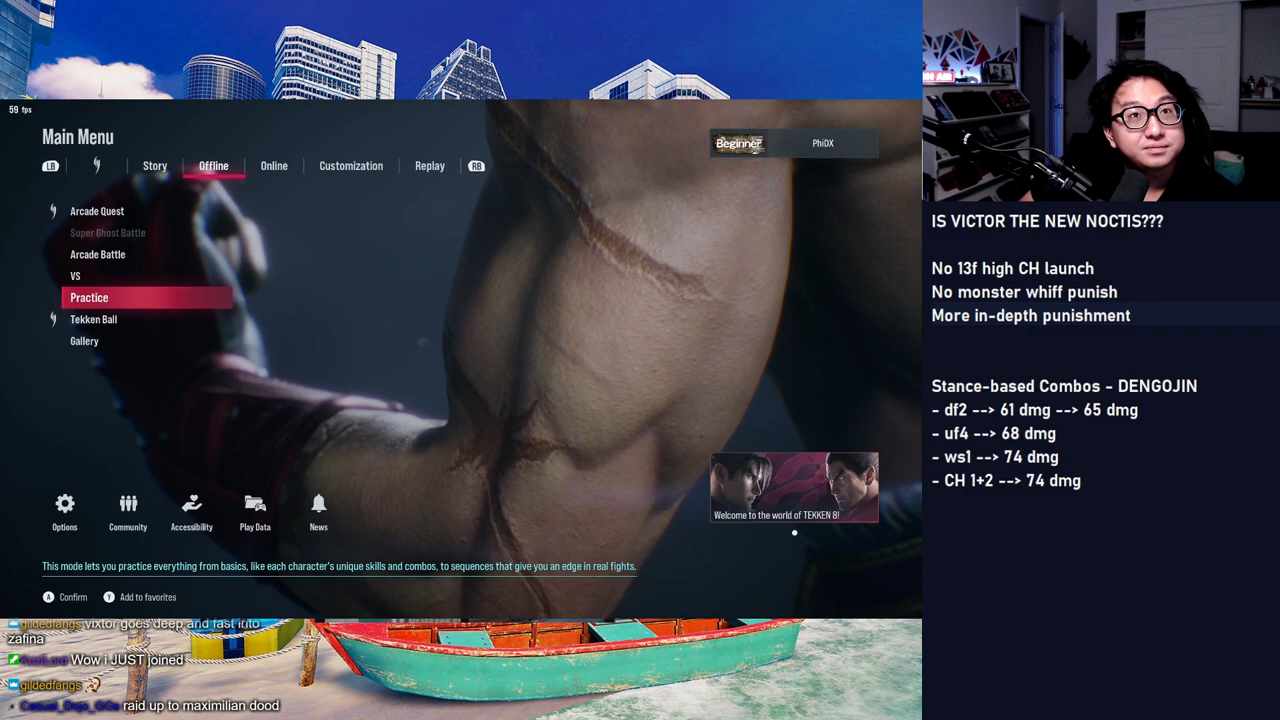 59 fps
Main Menu
LB
Story
Offline
Online
Customization
Replay
RB
Beginner
PhiDX
Arcade Quest
Super Ghost Battle
Arcade Battle
VS
Practice
Tekken Ball
Gallery
Options
Community
Accessibility
Play Data
News
Welcome to the world of TEKKEN 8!
This mode lets you practice everything from basics, like each character's unique skills and combos, to sequences that give you an edge in real fights.
A Confirm
Y Add to favorites
gildedfangs vixtor goes deep and fast into
zafina
Wow i JUST joined
gildedfangs
Casual_Dojo_GGs raid up to maximilian dood
IS VICTOR THE NEW NOCTIS???
No 13f high CH launch
No monster whiff punish
More in-depth punishment
Stance-based Combos - DENGOJIN
- df2 --> 61 dmg --> 65 dmg
- uf4 --> 68 dmg
- ws1 --> 74 dmg
- CH 1+2 --> 74 dmg